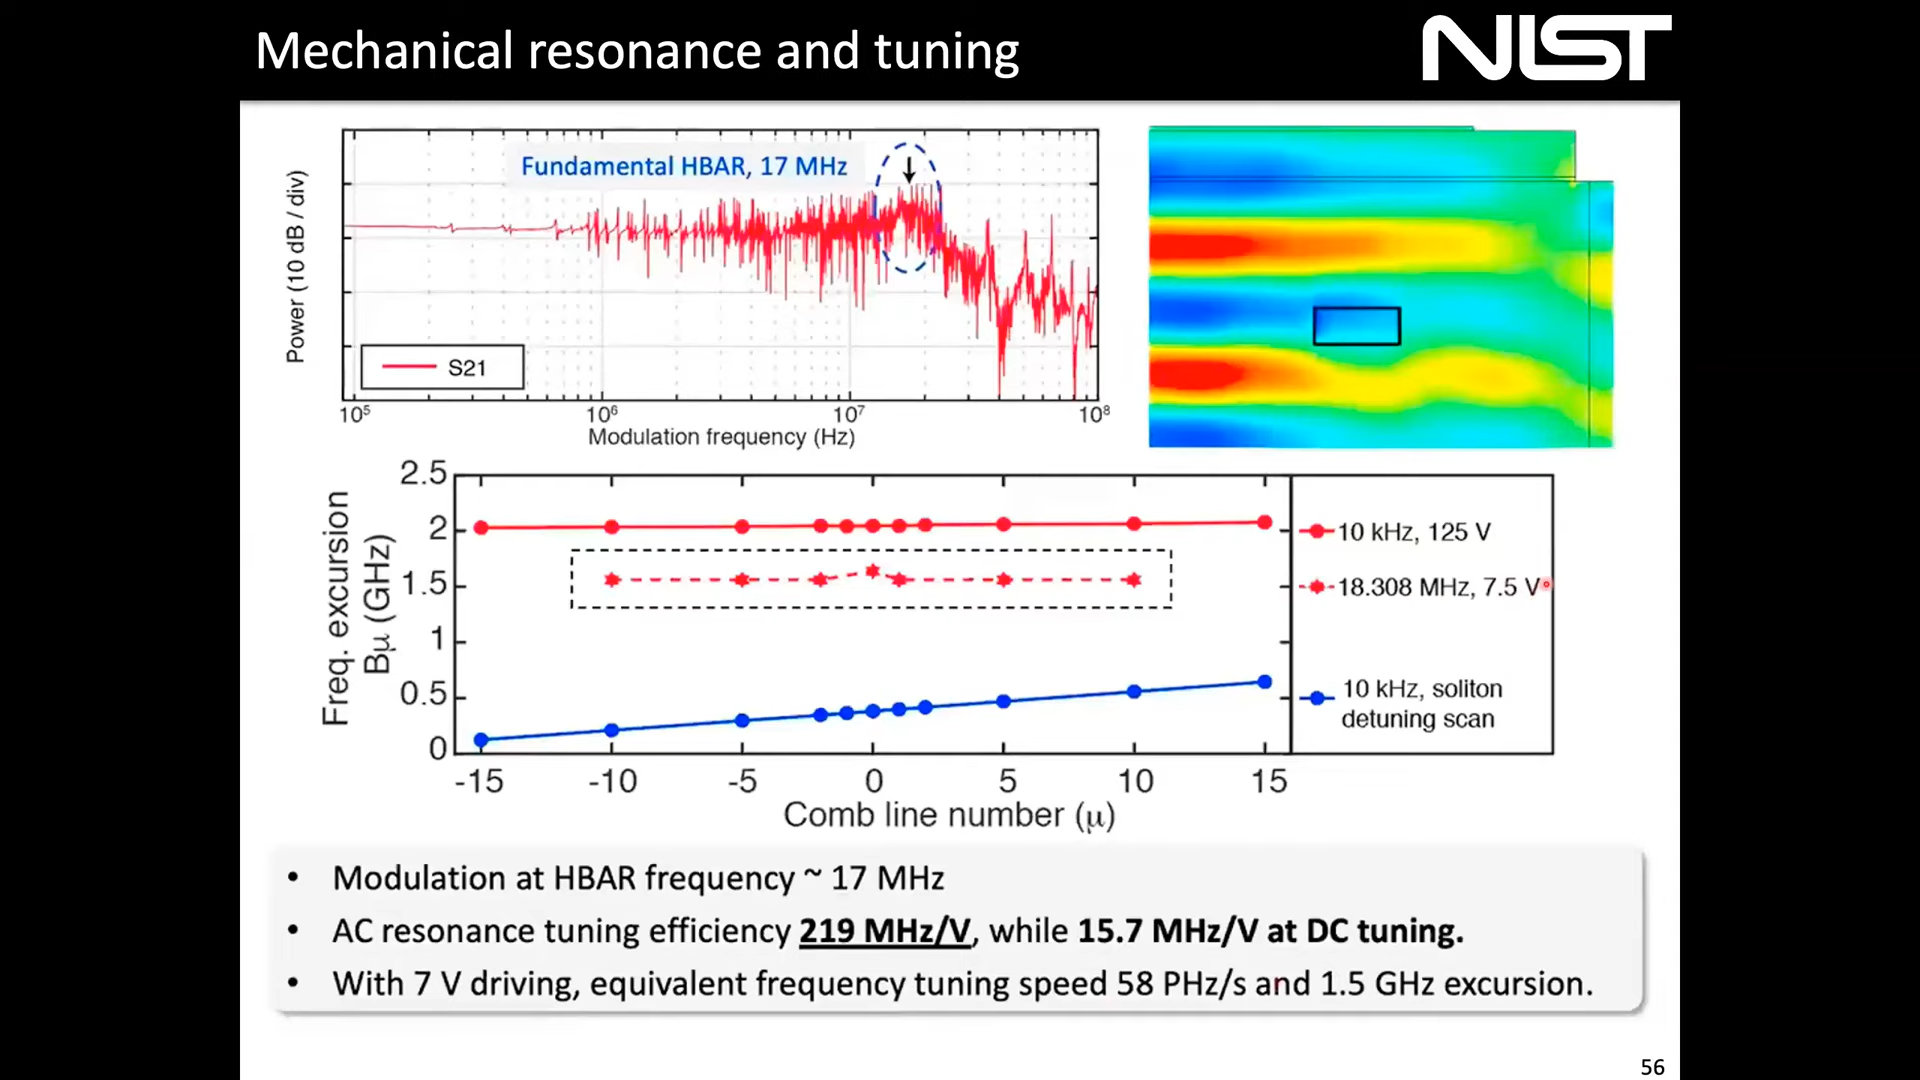 Mechanical resonance and tuning
NIST
Fundamental HBAR, 17 MHz
Power (10 dB / div)
S21
10⁵ 10⁶ 10⁷ 10⁸
Modulation frequency (Hz)
Freq. excursion
Bμ (GHz)
2.5
2
1.5
1
0.5
0
-15 -10 -5 0 5 10 15
Comb line number (μ)
10 kHz, 125 V
18.308 MHz, 7.5 V
10 kHz, soliton
detuning scan
• Modulation at HBAR frequency ~ 17 MHz
• AC resonance tuning efficiency 219 MHz/V, while 15.7 MHz/V at DC tuning.
• With 7 V driving, equivalent frequency tuning speed 58 PHz/s and 1.5 GHz excursion.
56